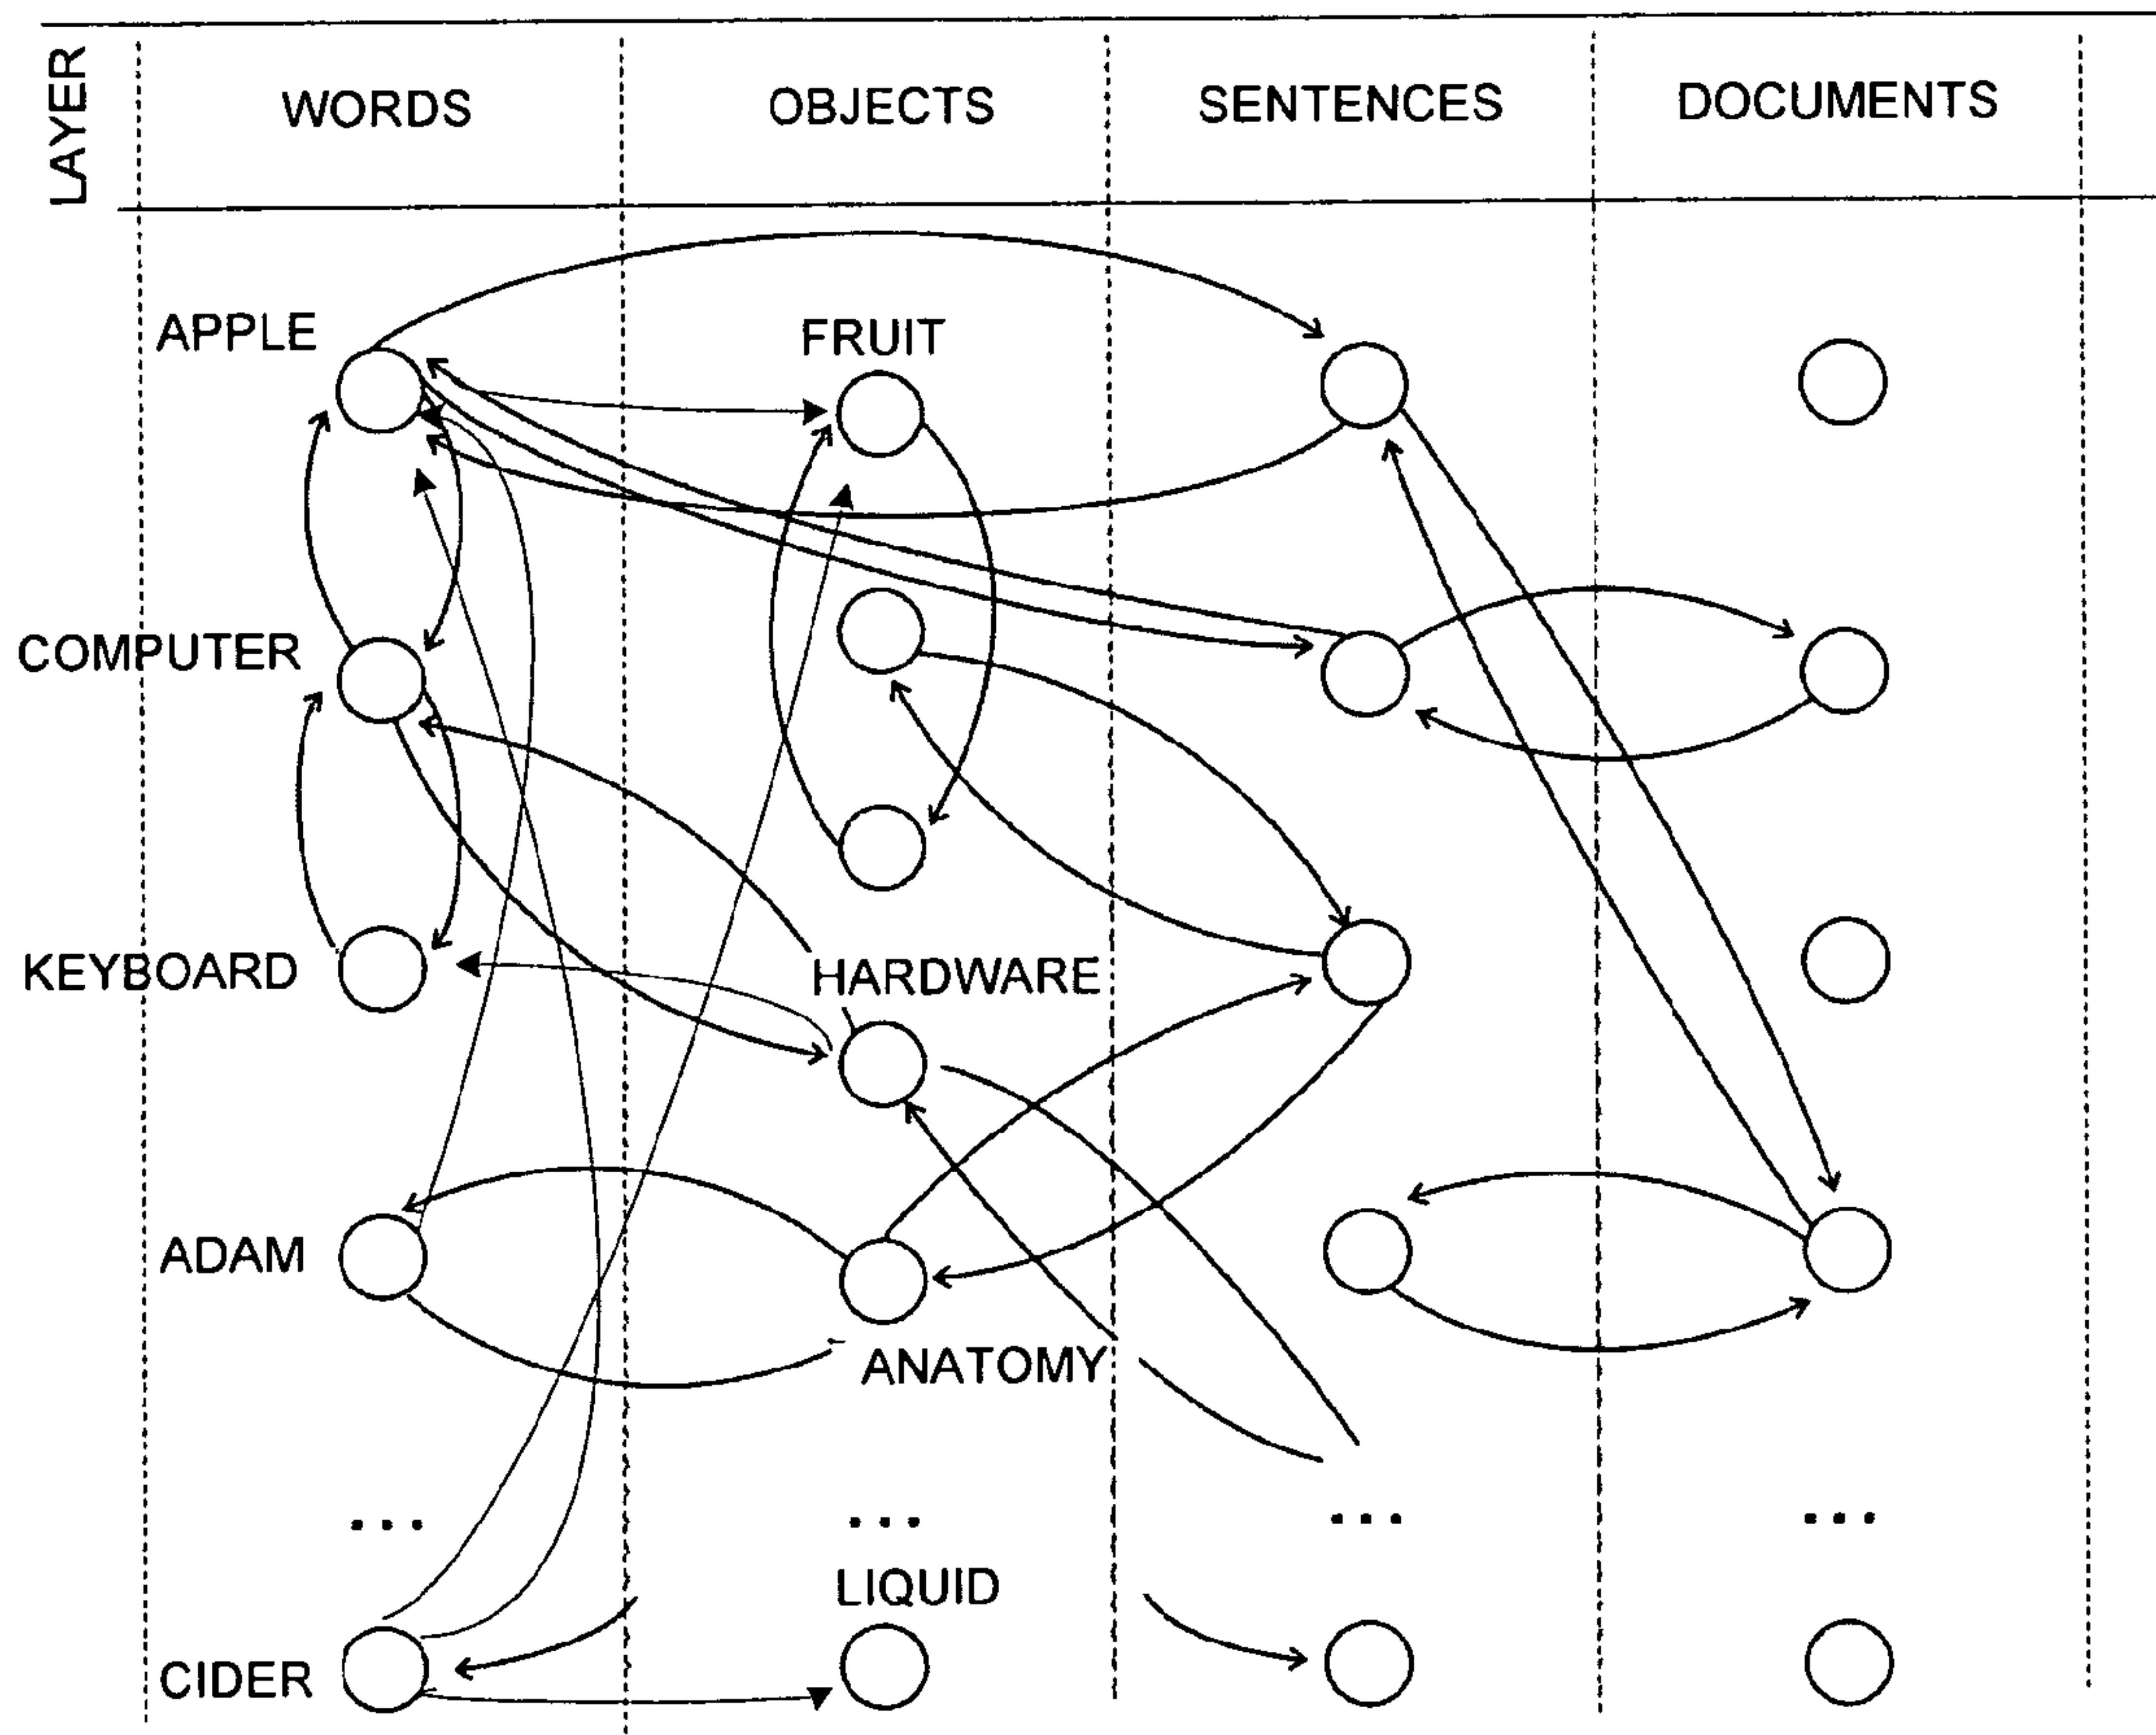 LAYER
WORDS OBJECTS SENTENCES DOCUMENTS
APPLE
FRUIT
COMPUTER
KEYBOARD
HARDWARE
ADAM
ANATOMY
... ... ... ...
LIQUID
CIDER